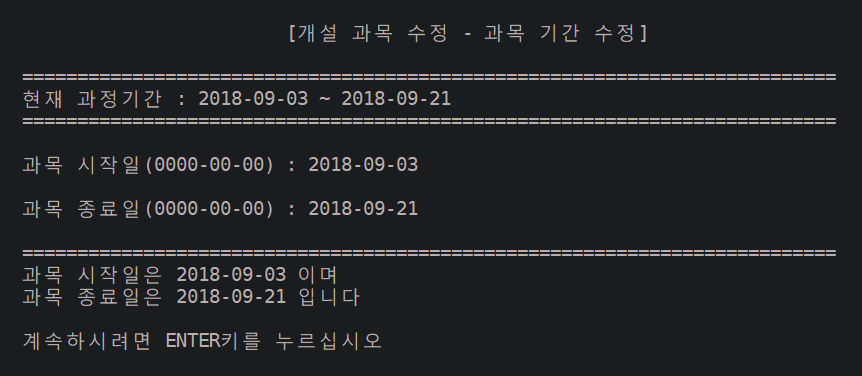 [개설 과목 수정 - 과목 기간 수정]
==========================================================================
현재 과정기간 : 2018-09-03 ~ 2018-09-21
==========================================================================
과목 시작일(0000-00-00) : 2018-09-03
과목 종료일(0000-00-00) : 2018-09-21
==========================================================================
과목 시작일은 2018-09-03 이며
과목 종료일은 2018-09-21 입니다
계속하시려면 ENTER키를 누르십시오